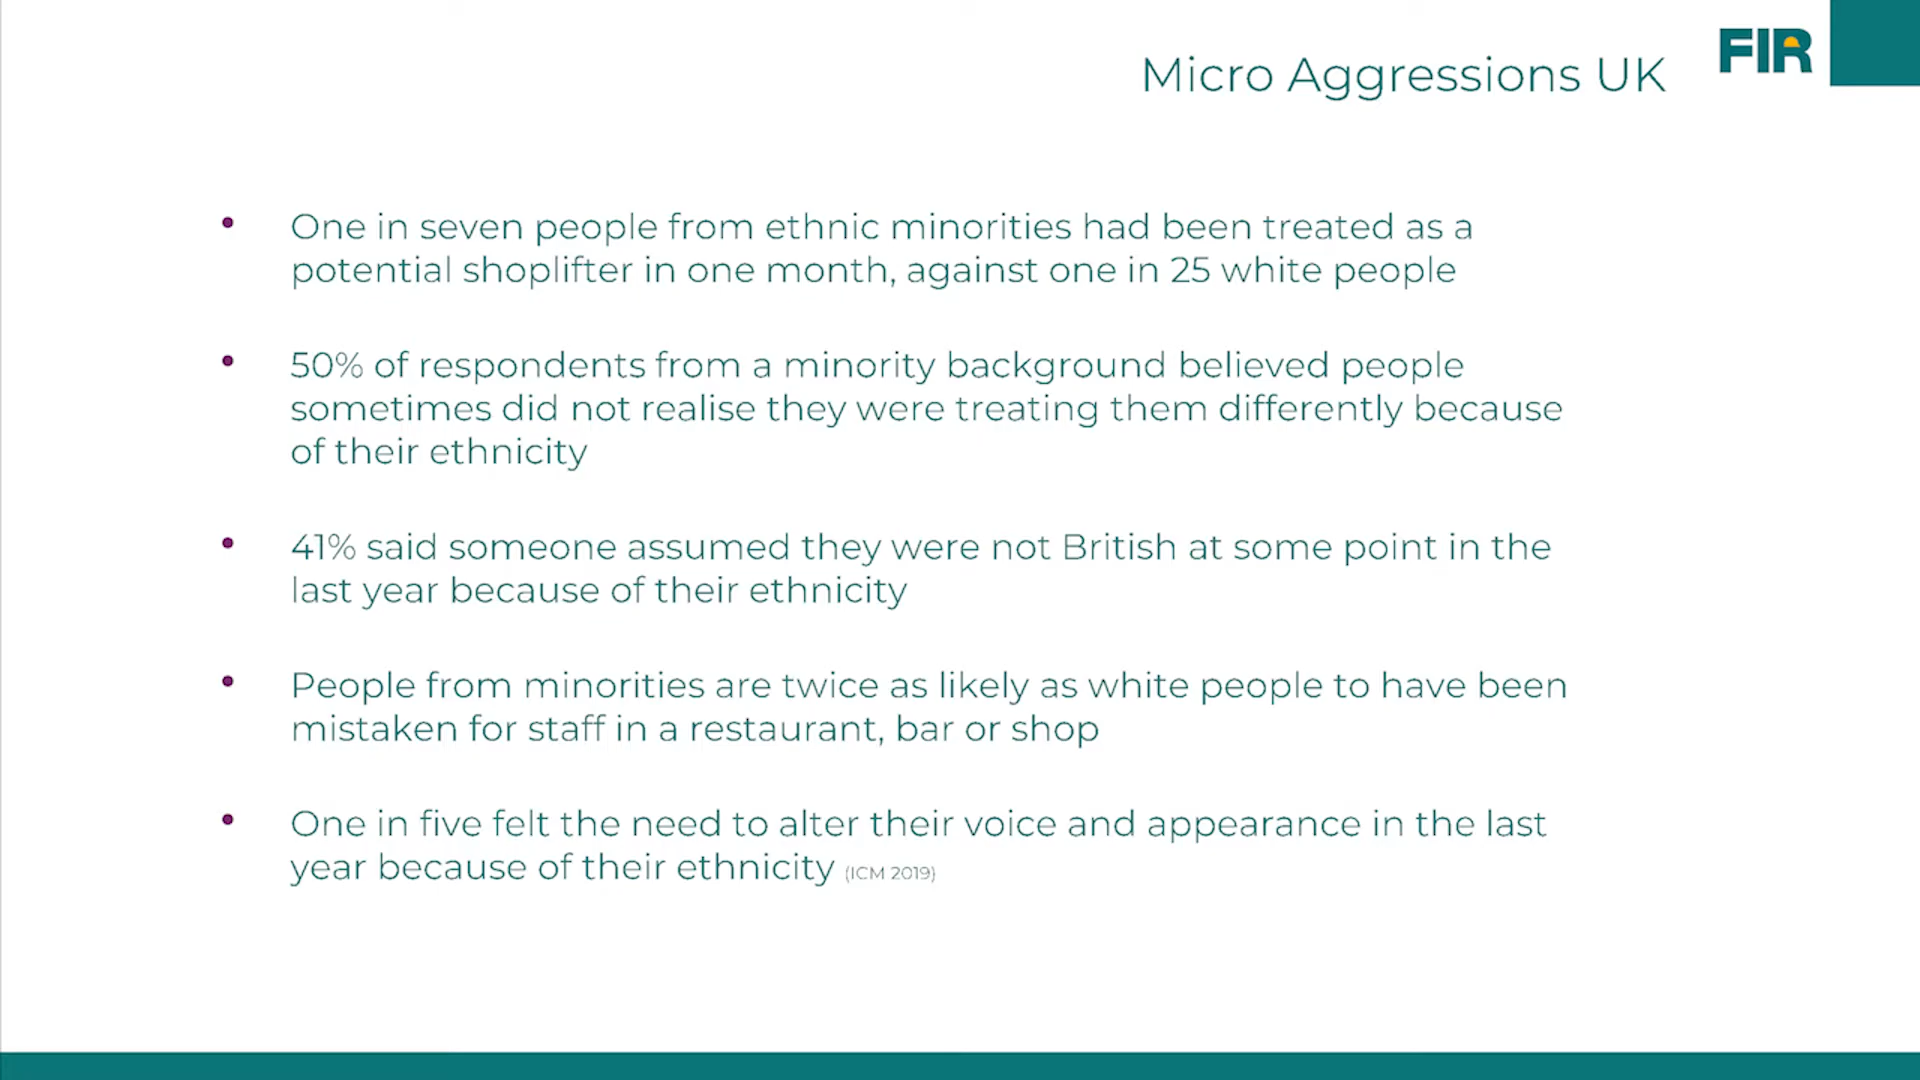 FIR
Micro Aggressions UK
• One in seven people from ethnic minorities had been treated as a
potential shoplifter in one month, against one in 25 white people
• 50% of respondents from a minority background believed people
sometimes did not realise they were treating them differently because
of their ethnicity
• 41% said someone assumed they were not British at some point in the
last year because of their ethnicity
• People from minorities are twice as likely as white people to have been
mistaken for staff in a restaurant, bar or shop
• One in five felt the need to alter their voice and appearance in the last
year because of their ethnicity (ICM 2019)